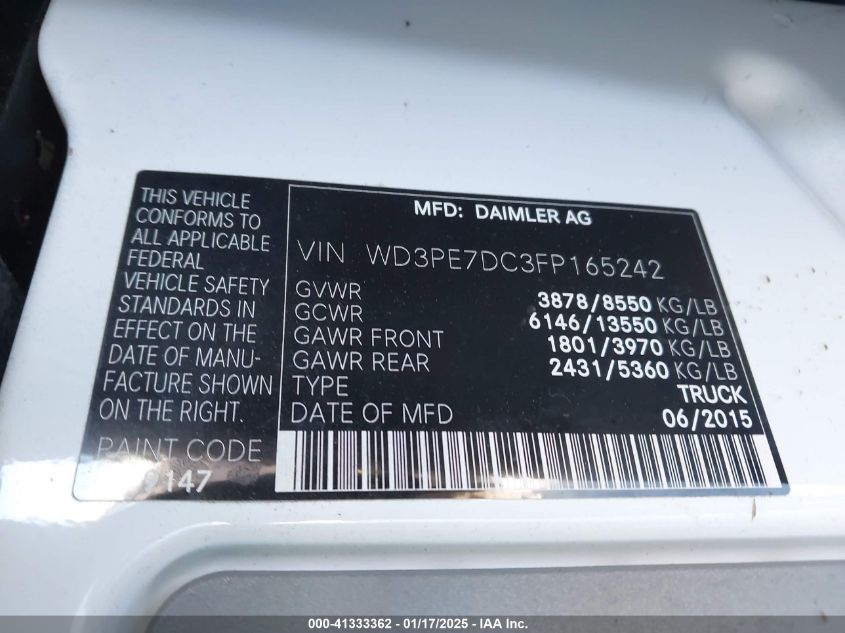 THIS VEHICLE
CONFORMS TO
ALL APPLICABLE
FEDERAL
VEHICLE SAFETY
STANDARDS IN
EFFECT ON THE
DATE OF MANU-
FACTURE SHOWN
ON THE RIGHT.
PAINT CODE
9147
MFD: DAIMLER AG
VIN WD3PE7DC3FP165242
GVWR 3878/8550 KG/LB
GCWR 6146/13550 KG/LB
GAWR FRONT 1801/3970 KG/LB
GAWR REAR 2431/5360 KG/LB
TYPE TRUCK
DATE OF MFD 06/2015
000-41333362 - 01/17/2025 - IAA Inc.